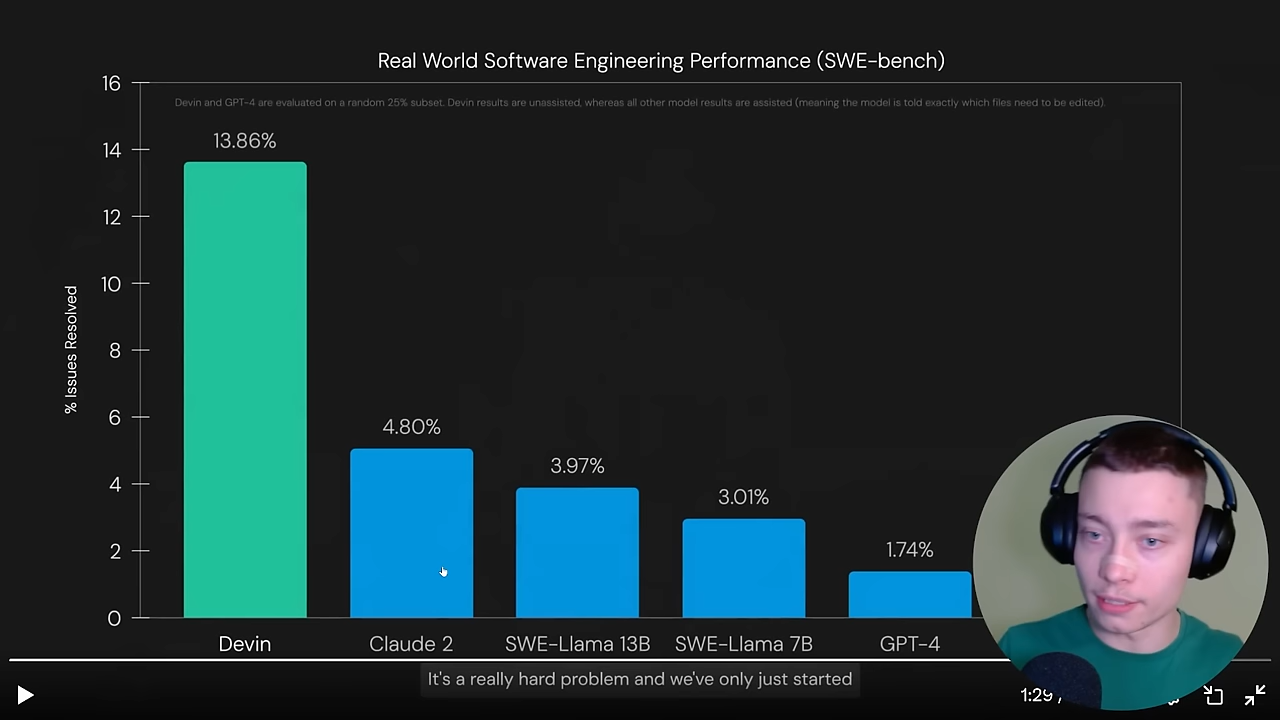 Real World Software Engineering Performance (SWE-bench)
16
Devin and GPT-4 are evaluated on a random 25% subset. Devin results are unassisted, whereas all other model results are assisted (meaning the model is told exactly which files need to be edited).
13.86%
14
12
10
8
6
4
2
0
% Issues Resolved
4.80%
3.97%
3.01%
1.74%
Devin
Claude 2
SWE-Llama 13B
SWE-Llama 7B
GPT-4
It's a really hard problem and we've only just started
1:29 /